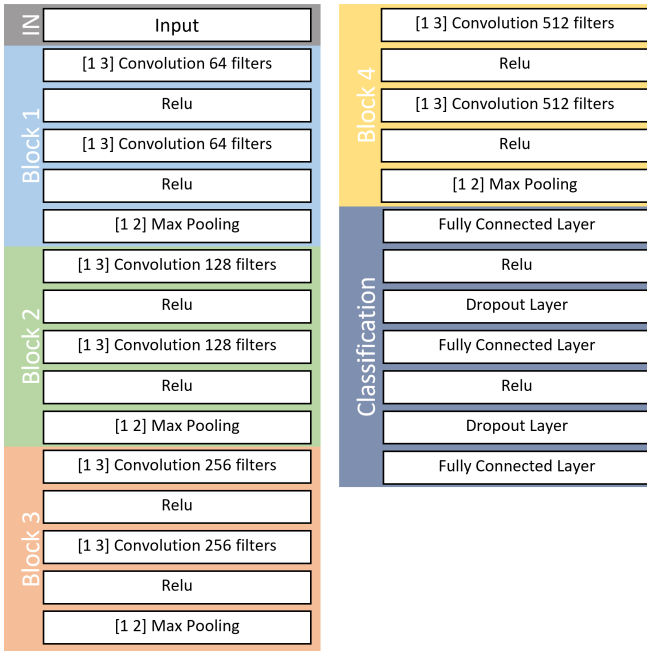 IN
Input
Block 1
[1 3] Convolution 64 filters
Relu
[1 3] Convolution 64 filters
Relu
[1 2] Max Pooling
Block 2
[1 3] Convolution 128 filters
Relu
[1 3] Convolution 128 filters
Relu
[1 2] Max Pooling
Block 3
[1 3] Convolution 256 filters
Relu
[1 3] Convolution 256 filters
Relu
[1 2] Max Pooling
Block 4
[1 3] Convolution 512 filters
Relu
[1 3] Convolution 512 filters
Relu
[1 2] Max Pooling
Classification
Fully Connected Layer
Relu
Dropout Layer
Fully Connected Layer
Relu
Dropout Layer
Fully Connected Layer